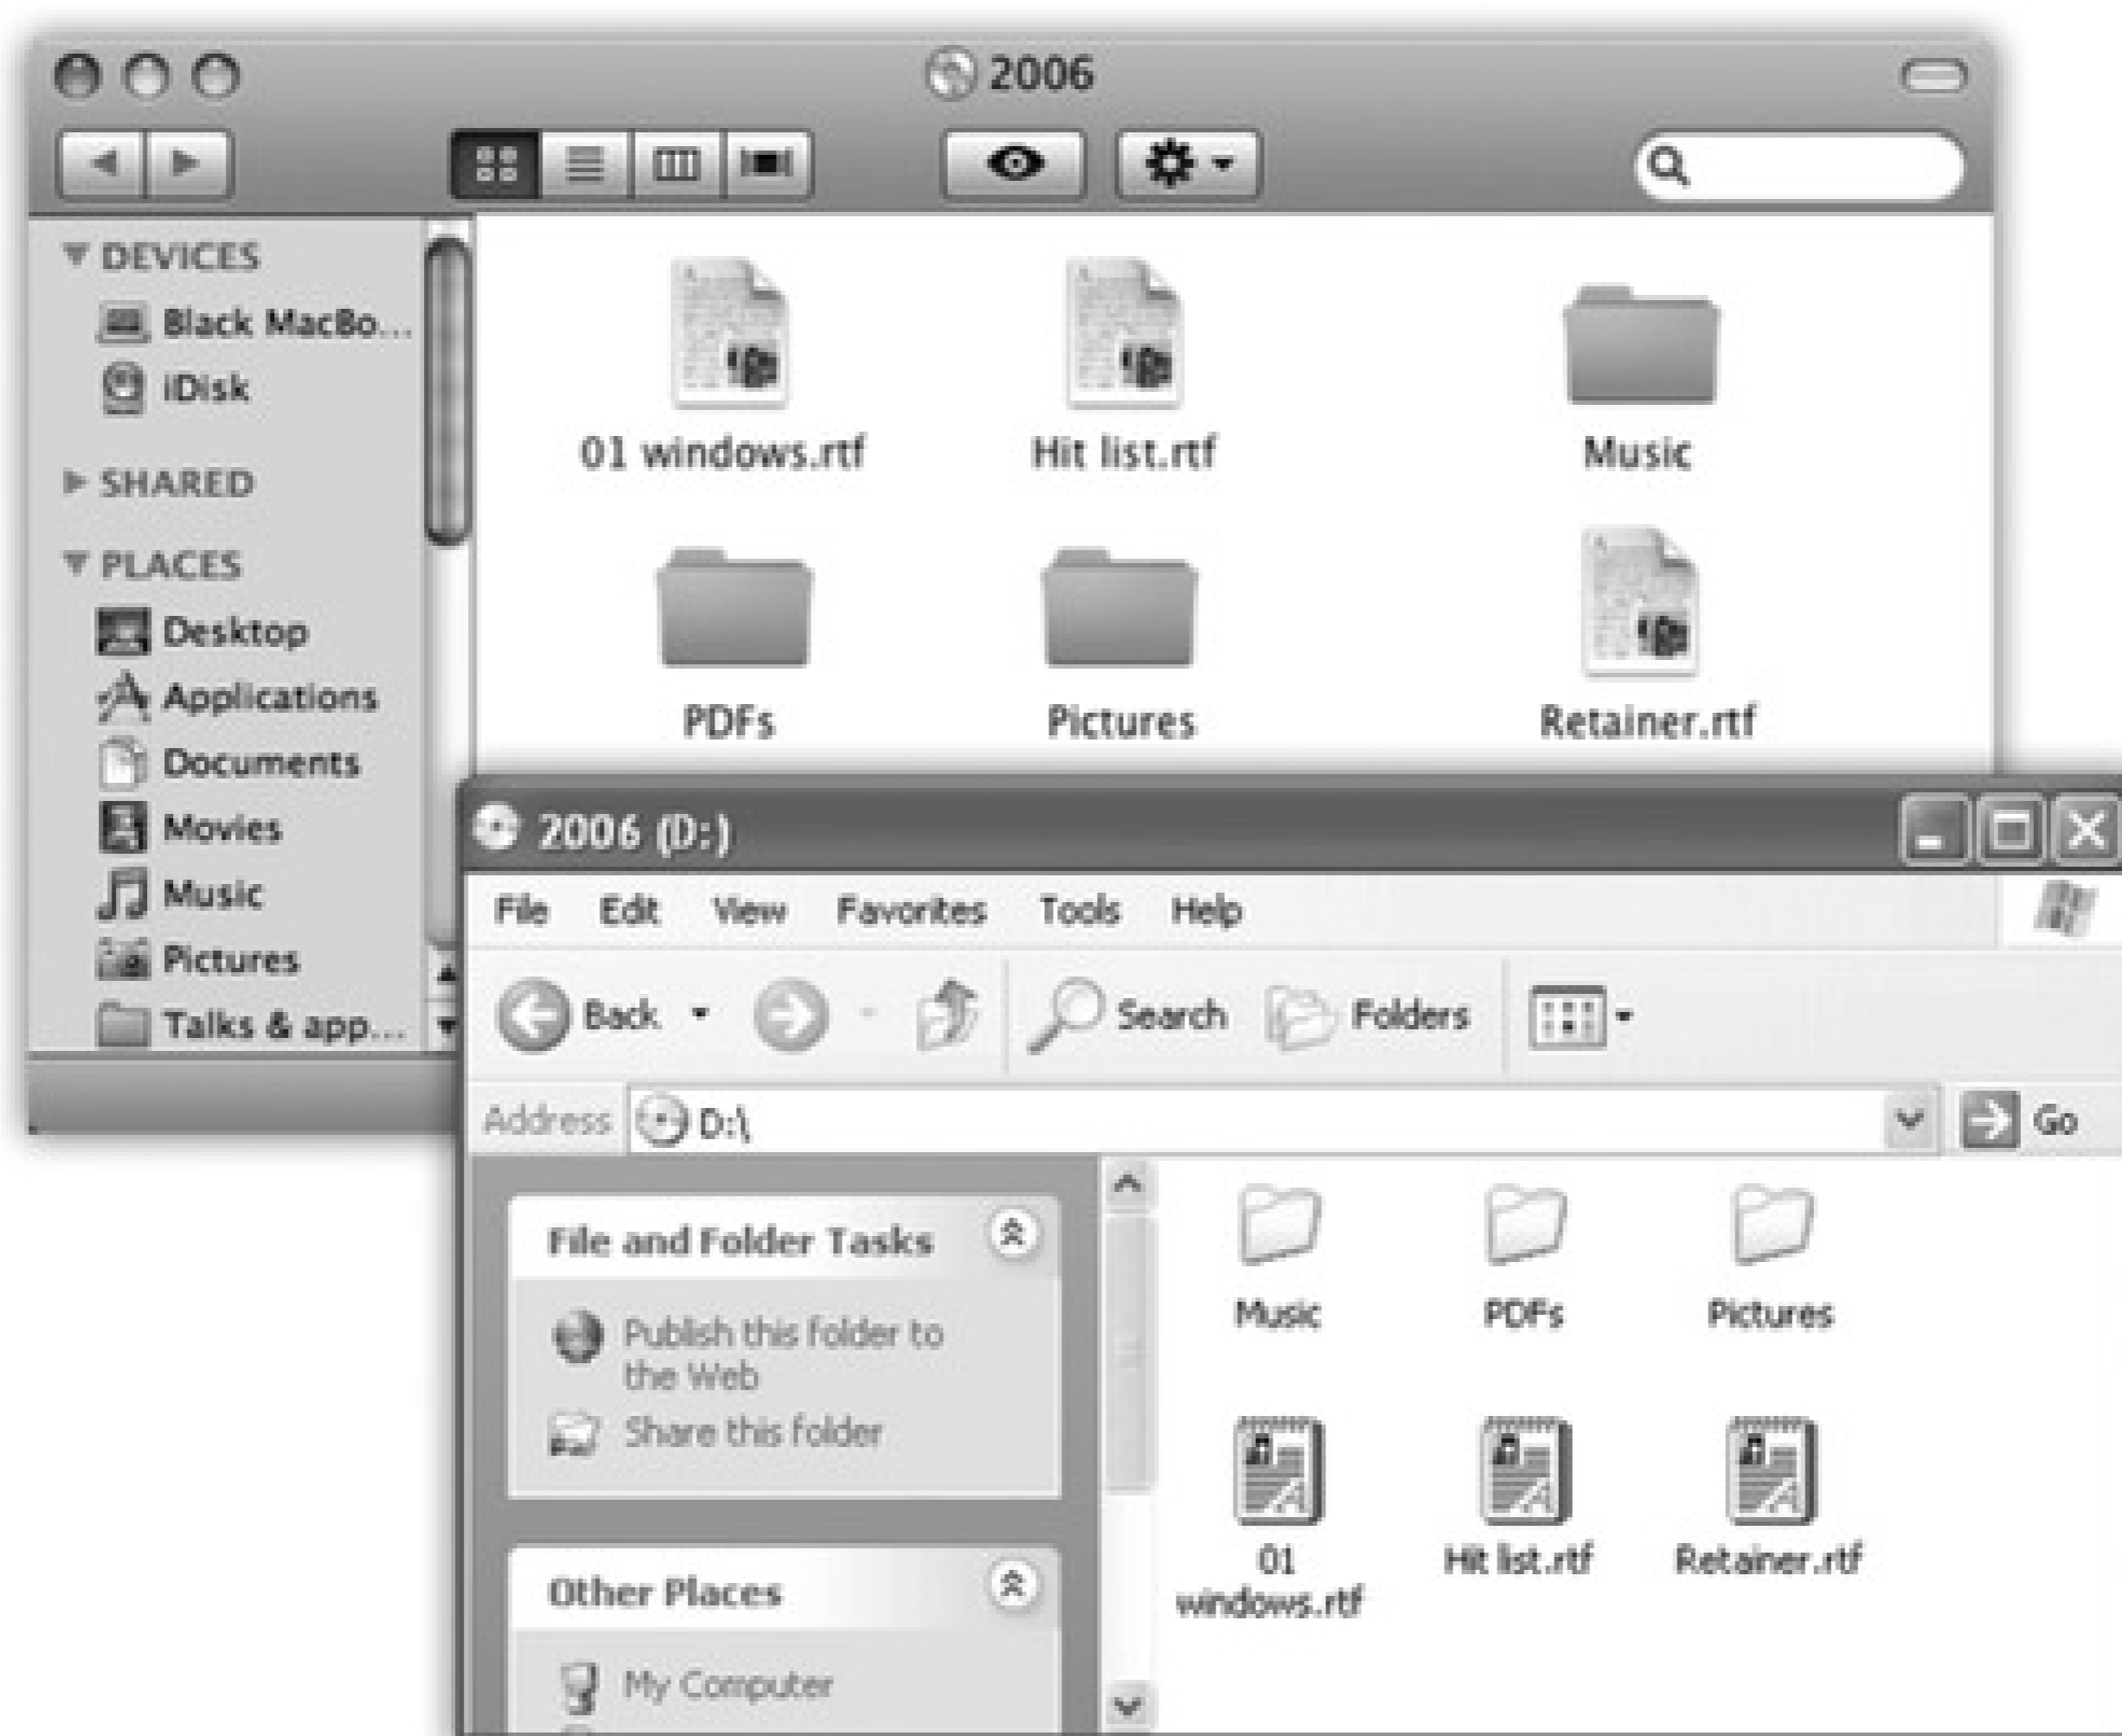 2006
DEVICES
Black MacBo...
iDisk
SHARED
PLACES
Desktop
Applications
Documents
Movies
Music
Pictures
Talks & app...
01 windows.rtf Hit list.rtf Music
PDFs Pictures Retainer.rtf
2006 (D:)
File Edit View Favorites Tools Help
Back Search Folders
Address D:\ Go
File and Folder Tasks
Publish this folder to
the Web
Share this folder
Other Places
My Computer
Music PDFs Pictures
01 Hit list.rtf Retainer.rtf
windows.rtf